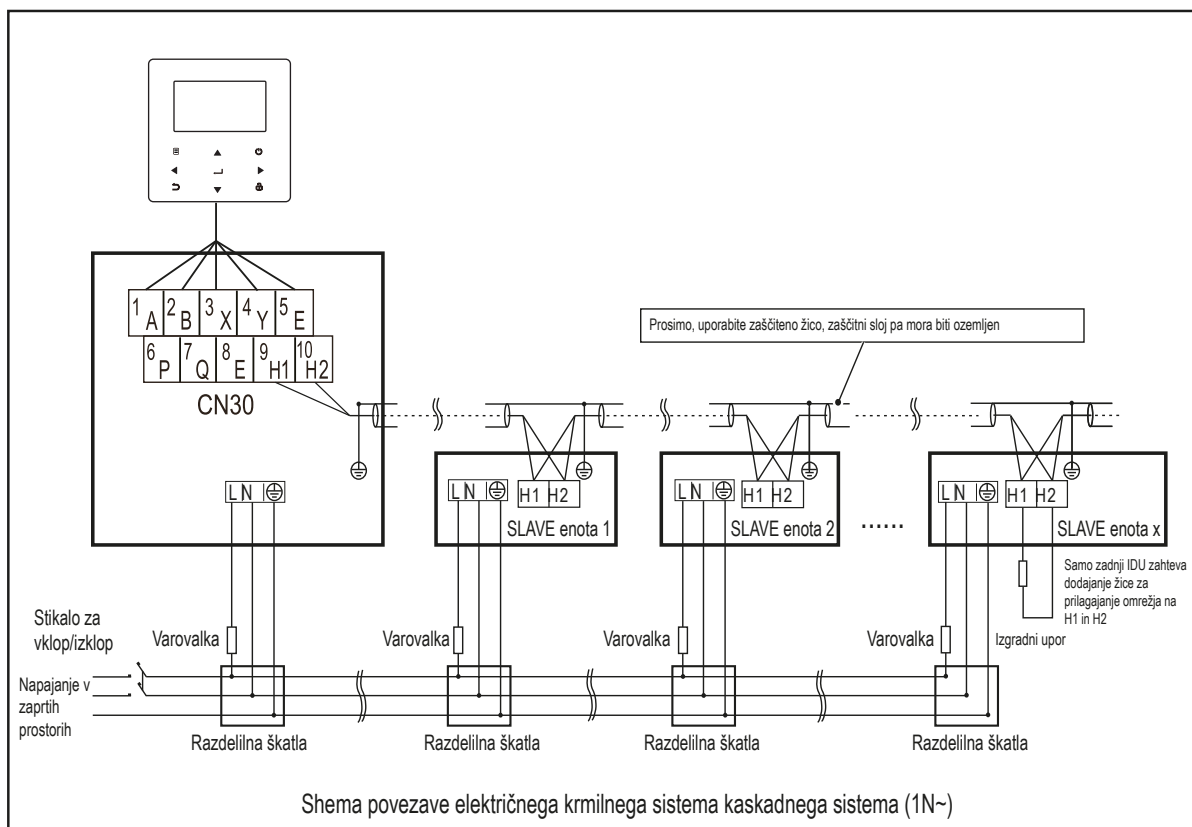 1 A 2 B 3 X 4 Y 5 E
6 P 7 Q 8 E 9 H1 10 H2
CN30
Prosimo, uporabite zaščiteno žico, zaščitni sloj pa mora biti ozemljen
L N
L N
H1 H2
SLAVE enota 1
L N
H1 H2
SLAVE enota 2
......
L N
H1 H2
SLAVE enota x
Samo zadnji IDU zahteva
dodajanje žice za
prilagajanje omrežja na
H1 in H2
Izgradni upor
Stikalo za
vklop/izklop
Varovalka
Varovalka
Varovalka
Varovalka
Napajanje v
zaprtih
prostorih
Razdelilna škatla
Razdelilna škatla
Razdelilna škatla
Razdelilna škatla
Shema povezave električnega krmilnega sistema kaskadnega sistema (1N~)